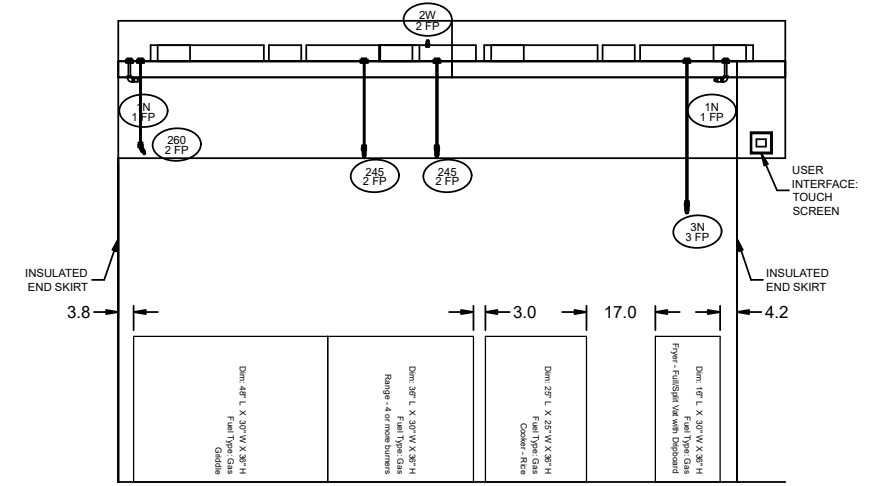 2W
2 FP
1N
1 FP
1N
1 FP
260
2 FP
245
2 FP
245
2 FP
3N
3 FP
USER
INTERFACE:
TOUCH
SCREEN
INSULATED
END SKIRT
INSULATED
END SKIRT
3.8
3.0
17.0
4.2
Dim: 48" L X 30" W X 36" H
Fuel Type: Gas
Griddle
Dim: 36" L X 30" W X 36" H
Fuel Type: Gas
Range - 4 or more burners
Dim: 25" L X 25" W X 36" H
Fuel Type: Gas
Cooker - Rice
Dim: 16" L X 30" W X 36" H
Fuel Type: Gas
Fryer - Full/Split Vat with Dripboard